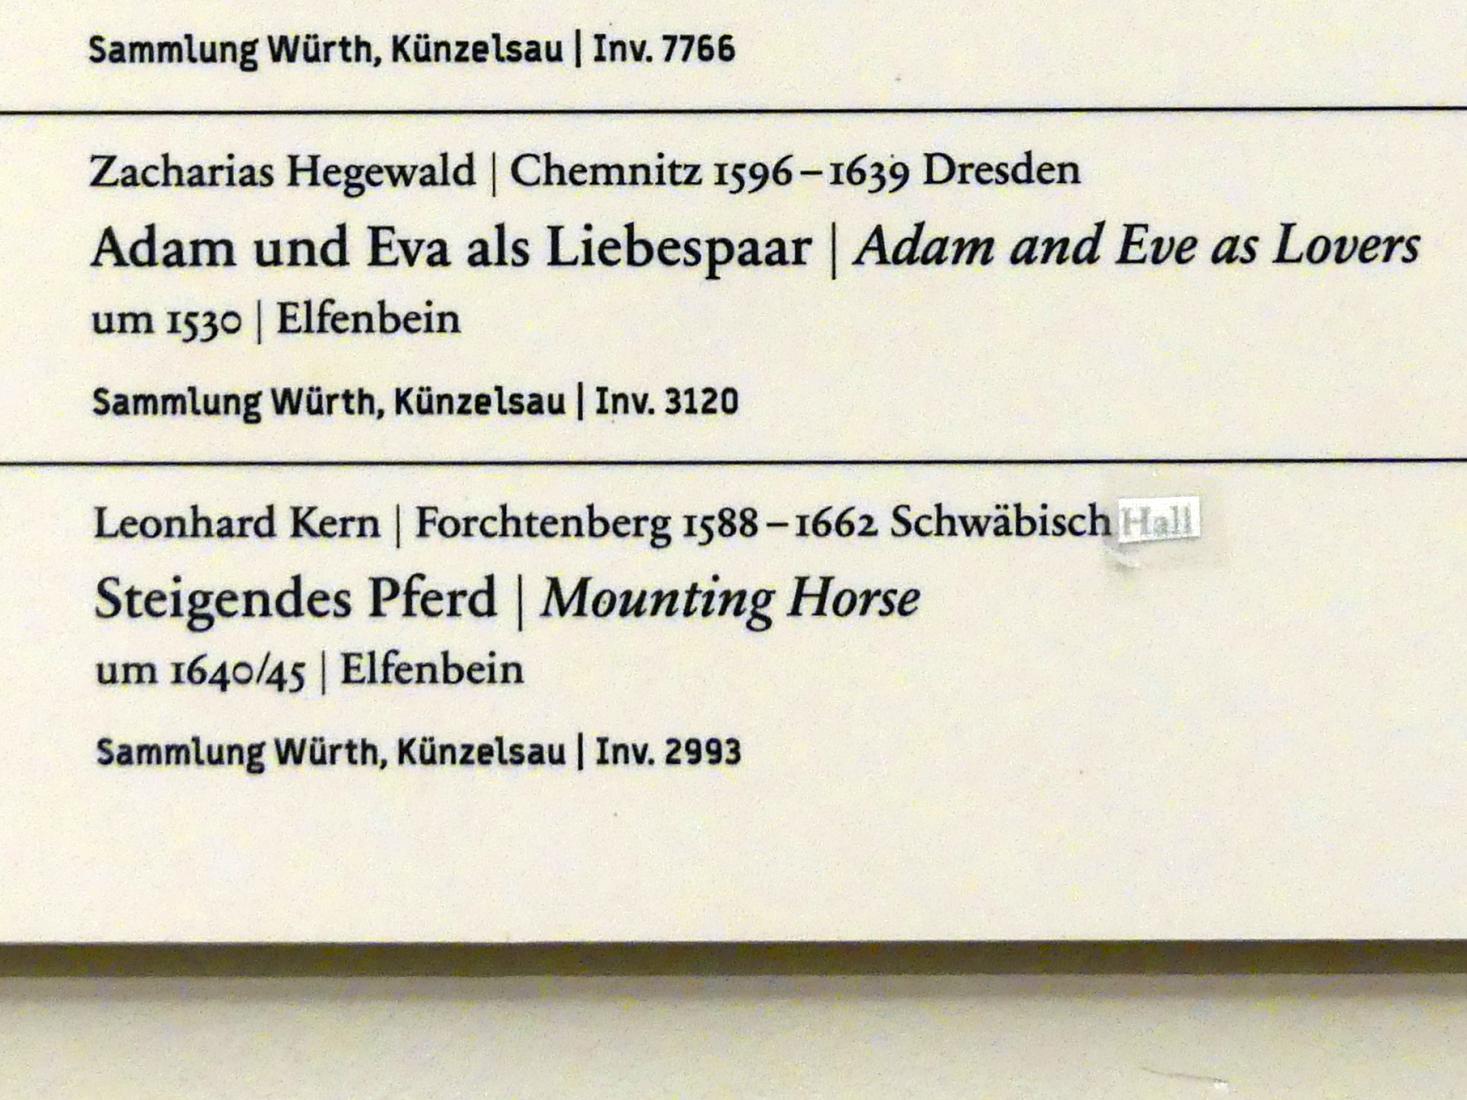 Sammlung Würth, Künzelsau | Inv. 7766
Zacharias Hegewald | Chemnitz 1596–1639 Dresden
Adam und Eva als Liebespaar | Adam and Eve as Lovers
um 1530 | Elfenbein
Sammlung Würth, Künzelsau | Inv. 3120
Leonhard Kern | Forchtenberg 1588–1662 Schwäbisch Hall
Steigendes Pferd | Mounting Horse
um 1640/45 | Elfenbein
Sammlung Würth, Künzelsau | Inv. 2993